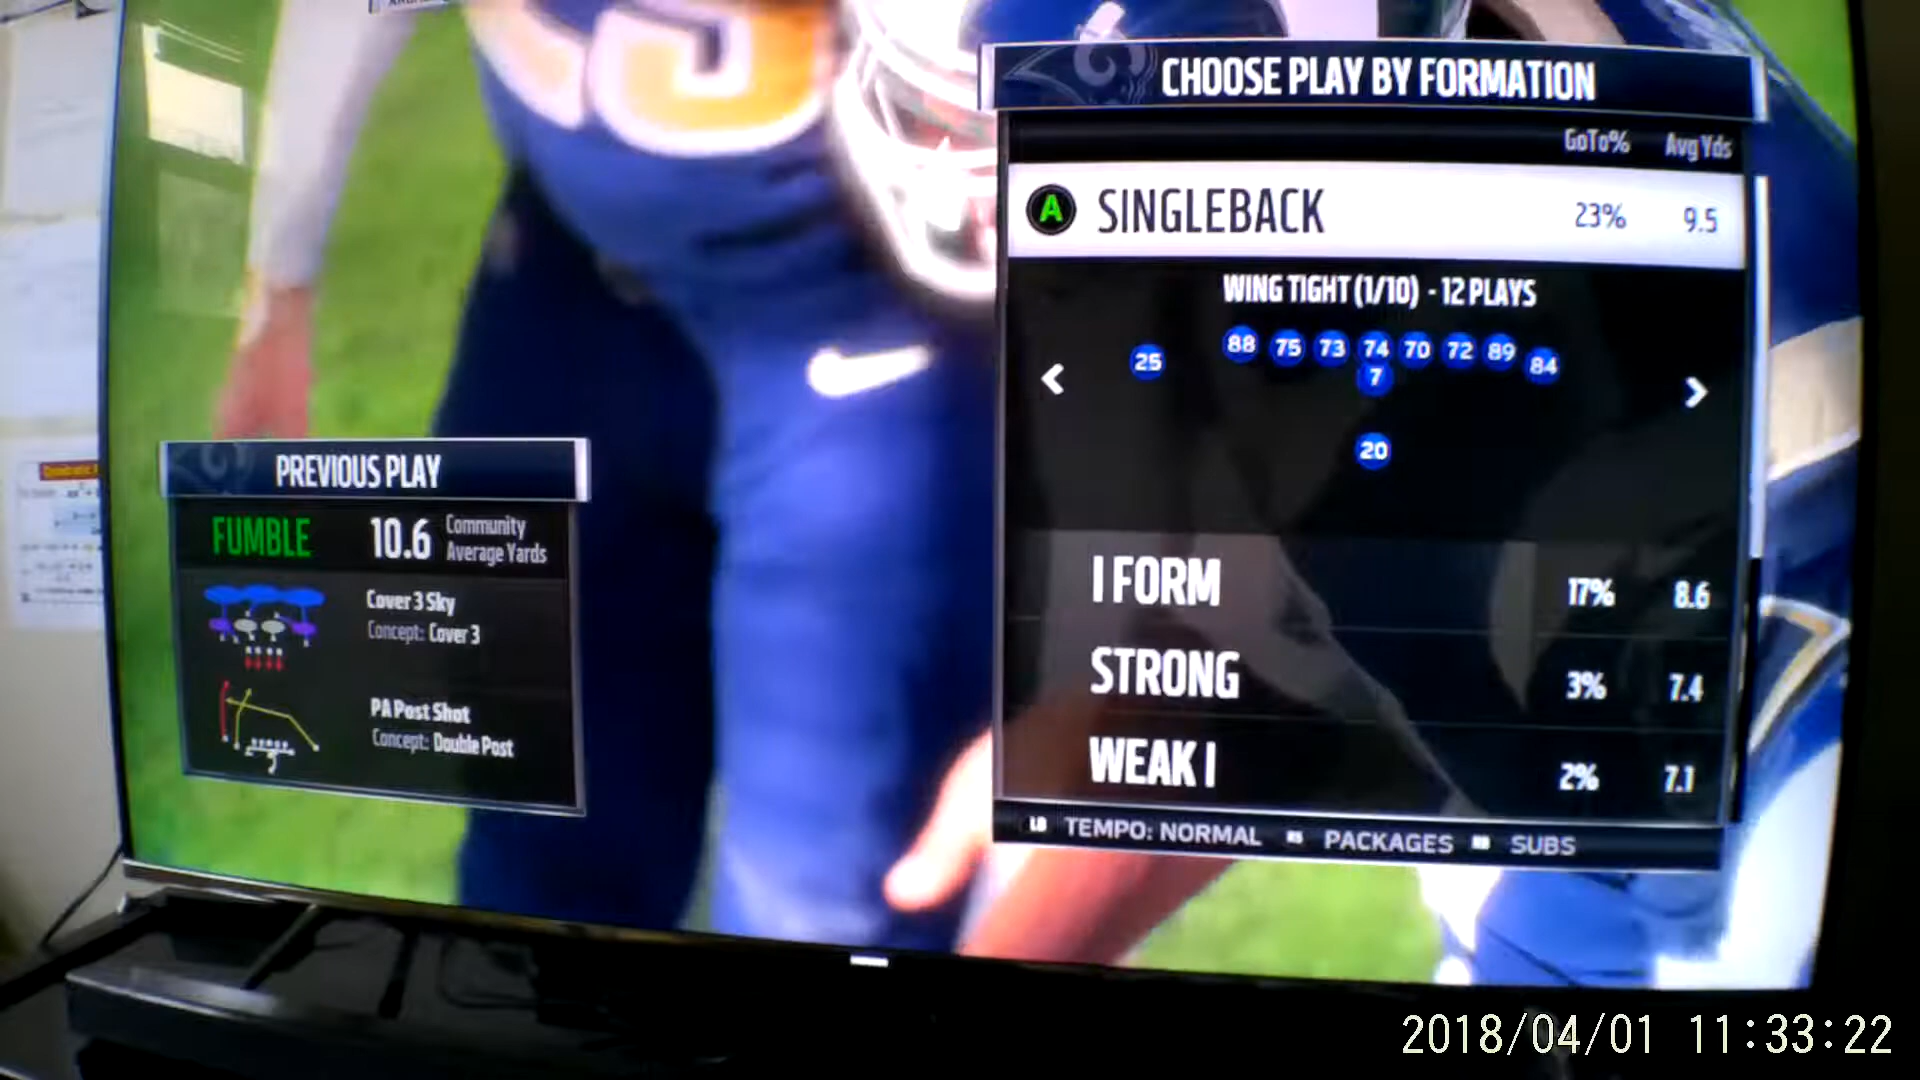 CHOOSE PLAY BY FORMATION
GoTo% Avg Yds
A SINGLEBACK 23% 9.5
WING TIGHT (1/10) - 12 PLAYS
25 88 75 73 74 70 72 89 84
7
20
I FORM 17% 8.6
STRONG 3% 7.4
WEAK I 2% 7.1
LB TEMPO: NORMAL RS PACKAGES RB SUBS
PREVIOUS PLAY
FUMBLE 10.6 Community
Average Yards
Cover 3 Sky
Concept: Cover 3
PA Post Shot
Concept: Double Post
2018/04/01 11:33:22